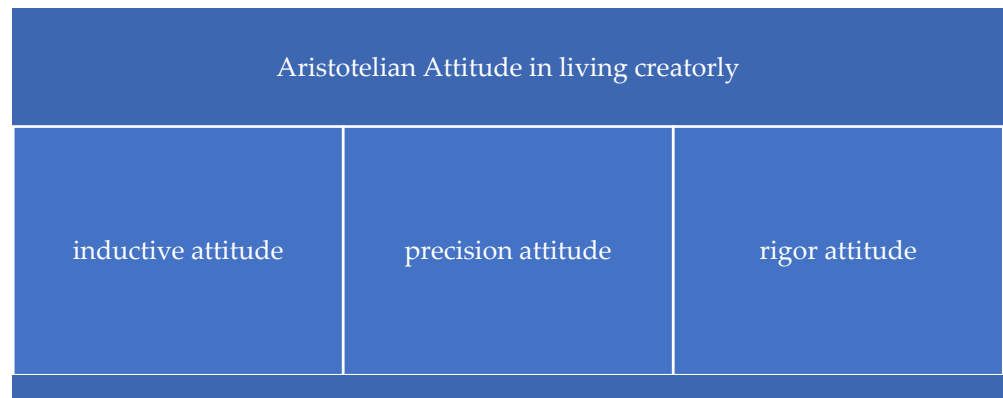 Aristotelian Attitude in living creatorly
inductive attitude
precision attitude
rigor attitude